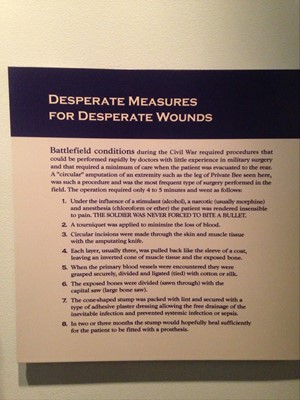 DESPERATE MEASURES
FOR DESPERATE WOUNDS
Battlefield conditions during the Civil War required procedures that
could be performed rapidly by doctors with little experience in military surgery
and that required a minimum of care when the patient was evacuated to the rear.
A "circular" amputation of an extremity such as the leg of Private Bee seen here,
was such a procedure and was the most frequent type of surgery performed in the
field. The operation required only 4 to 5 minutes and went as follows:
1. Under the influence of a stimulant (alcohol), a narcotic (usually morphine)
and anesthesia (chloroform or ether) the patient was rendered insensible
to pain. THE SOLDIER WAS NEVER FORCED TO BITE A BULLET.
2. A tourniquet was applied to minimize the loss of blood.
3. Circular incisions were made through the skin and muscle tissue
with the amputating knife.
4. Each layer, usually three, was pulled back like the sleeve of a coat,
leaving an inverted cone of muscle tissue and the exposed bone.
5. When the primary blood vessels were encountered they were
grasped securely, divided and ligated (tied) with cotton or silk.
6. The exposed bones were divided (sawn through) with the
capital saw (large bone saw).
7. The cone-shaped stump was packed with lint and secured with a
type of adhesive plaster dressing allowing the free drainage of the
inevitable infection and prevented systemic infection or sepsis.
8. In two or three months the stump would hopefully heal sufficiently
for the patient to be fitted with a prosthesis.